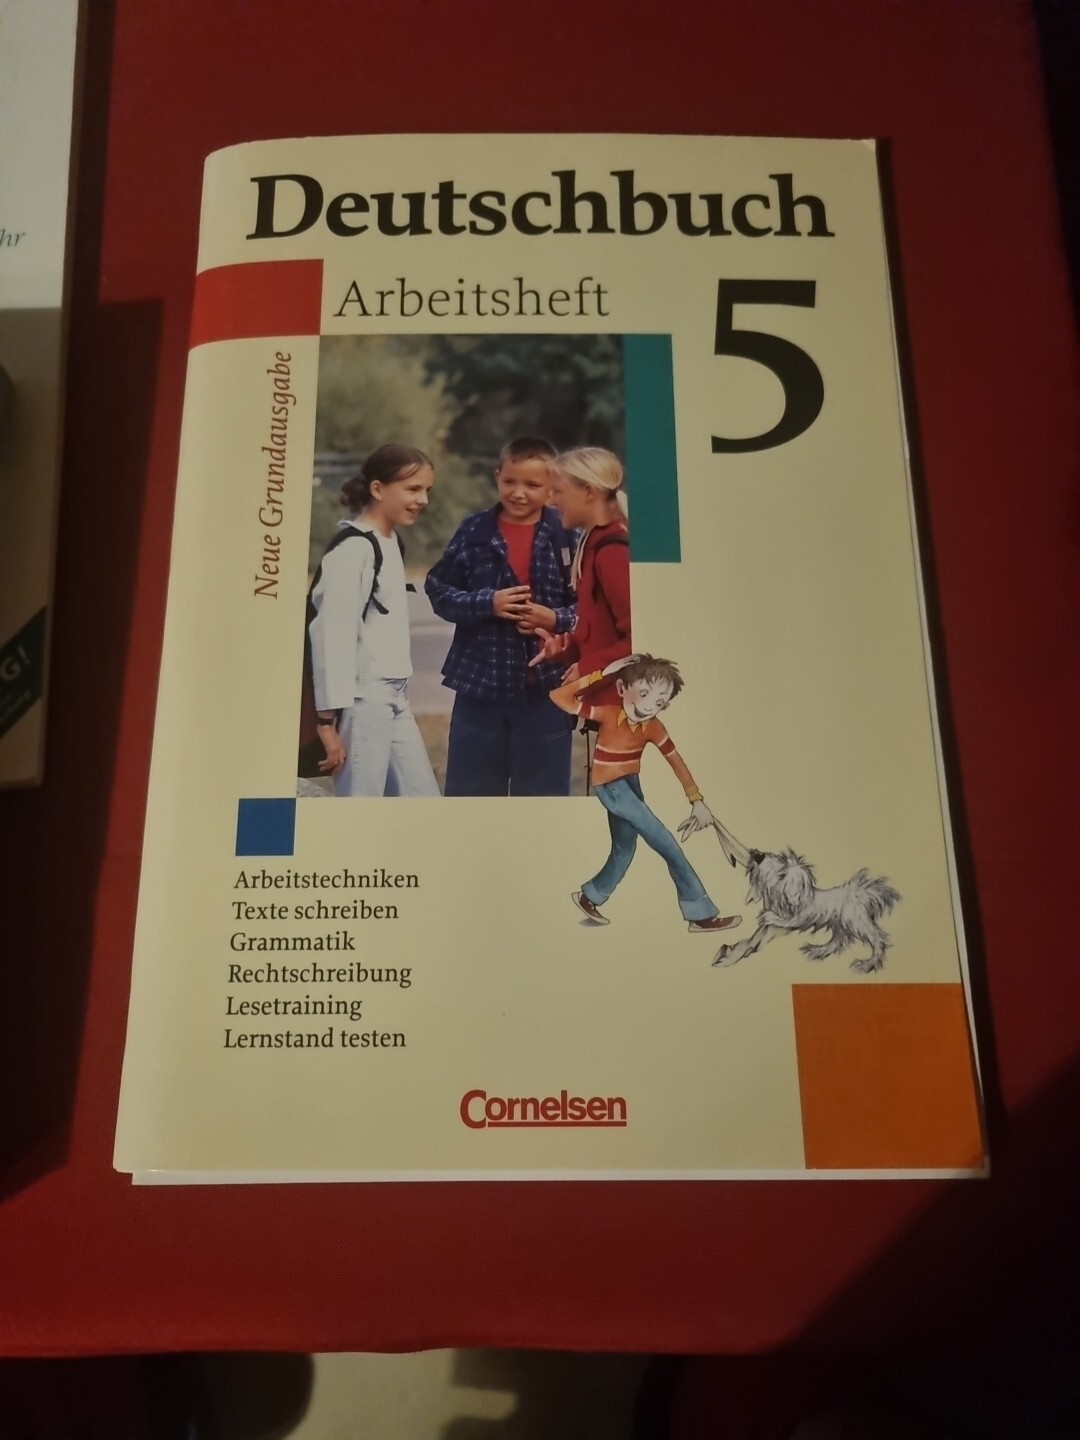 Deutschbuch
Arbeitsheft
5
Neue Grundausgabe
Arbeitstechniken
Texte schreiben
Grammatik
Rechtschreibung
Lesetraining
Lernstand testen
Cornelsen